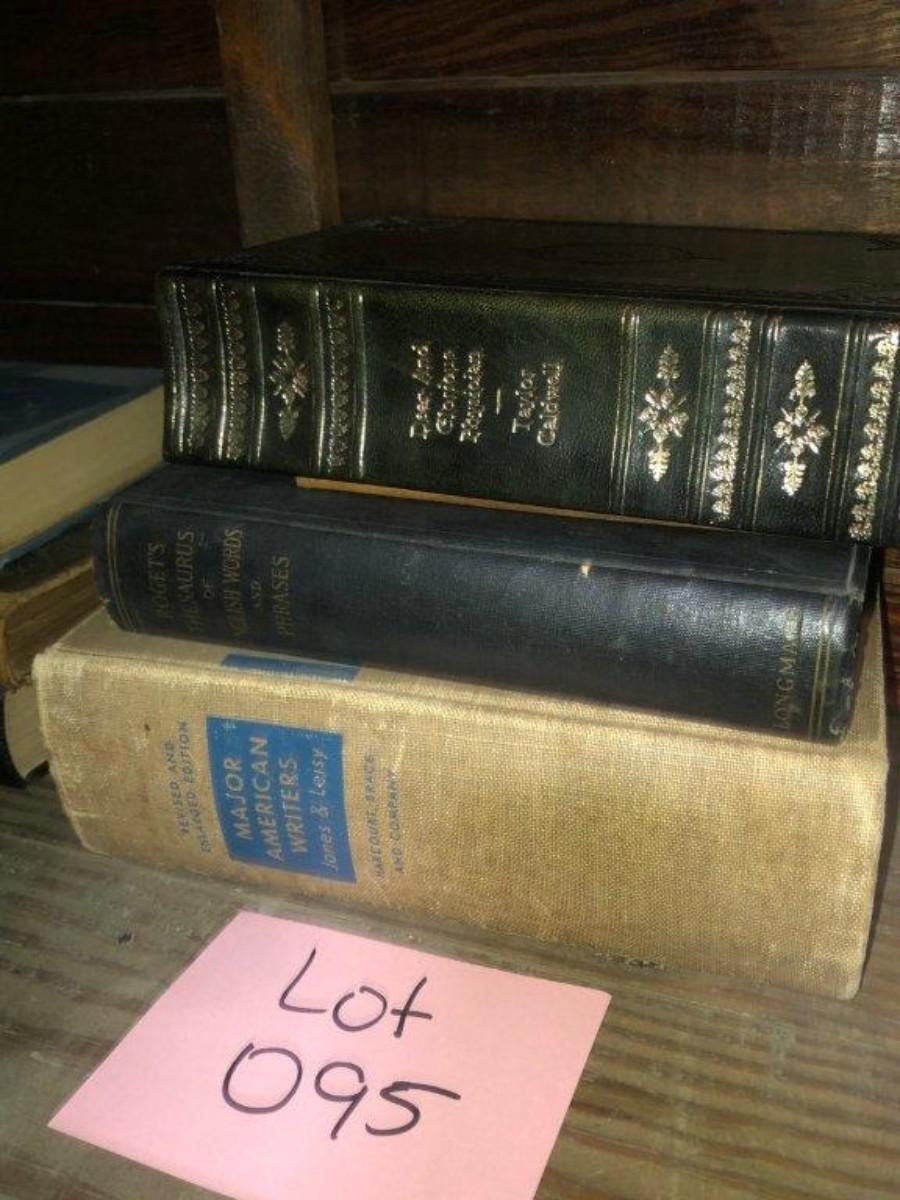 Dear And
Glorious
Physician
Taylor
Caldwell
ROGET'S
THESAURUS
OF
ENGLISH WORDS
AND
PHRASES
LONGMANS
REVISED AND
ENLARGED EDITION
MAJOR
AMERICAN
WRITERS
Jones & Leisy
HARCOURT, BRACE
AND COMPANY
Lot
095